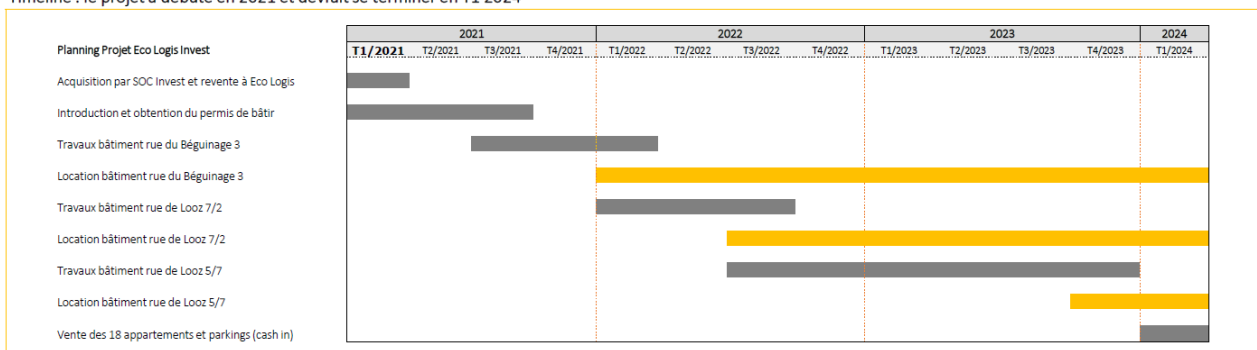 Timeline : le projet a débuté en 2021 et devrait se terminer en T1 2024
2021 2022 2023 2024
Planning Projet Eco Logis Invest T1/2021 T2/2021 T3/2021 T4/2021 T1/2022 T2/2022 T3/2022 T4/2022 T1/2023 T2/2023 T3/2023 T4/2023 T1/2024
Acquisition par SOC Invest et revente à Eco Logis
Introduction et obtention du permis de bâtir
Travaux bâtiment rue du Béguinage 3
Location bâtiment rue du Béguinage 3
Travaux bâtiment rue de Looz 7/2
Location bâtiment rue de Looz 7/2
Travaux bâtiment rue de Looz 5/7
Location bâtiment rue de Looz 5/7
Vente des 18 appartements et parkings (cash in)